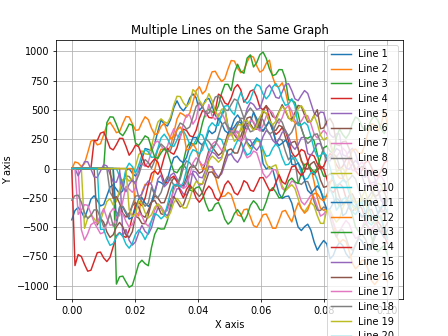 Multiple Lines on the Same Graph
1000
750
500
250
0
−250
−500
−750
−1000
Y axis
0.00
0.02
0.04
0.06
X axis
Line 1
Line 2
Line 3
Line 4
Line 5
Line 6
Line 7
Line 8
Line 9
Line 10
Line 11
Line 12
Line 13
Line 14
Line 15
Line 16
Line 17
Line 18
Line 19
Line 20